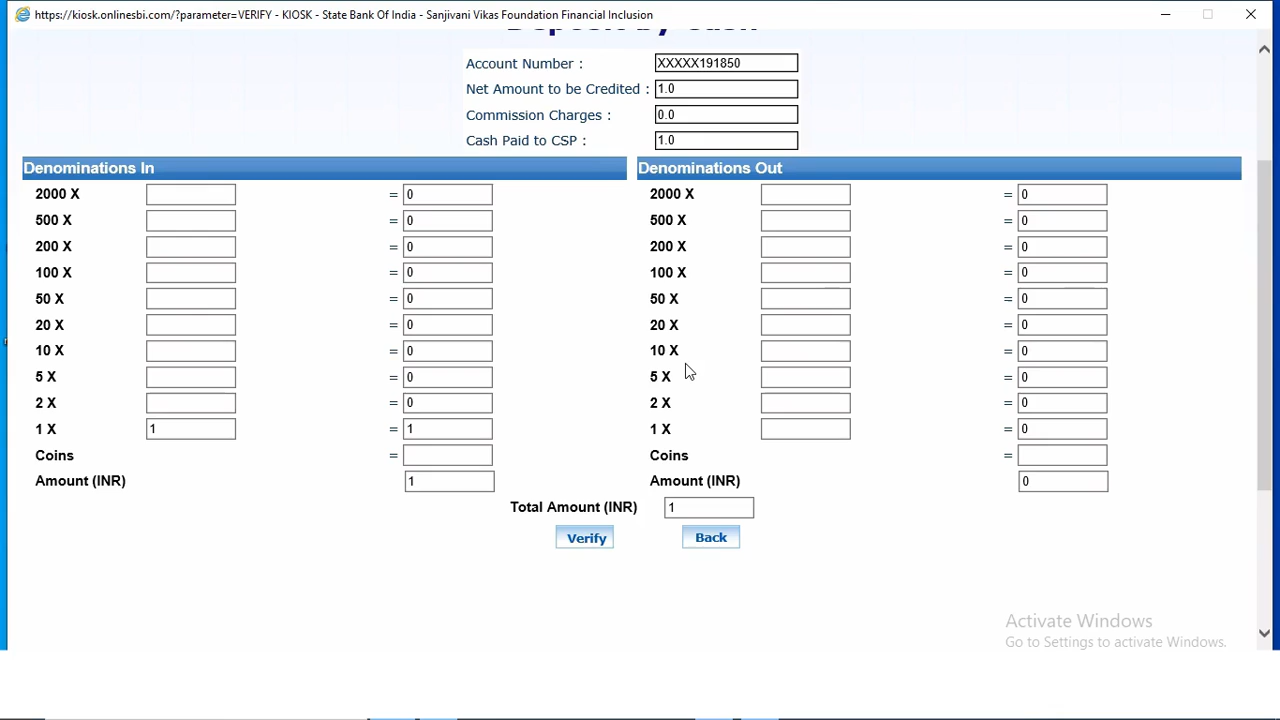 https://kiosk.onlinesbi.com/?parameter=VERIFY - KIOSK - State Bank Of India - Sanjivani Vikas Foundation Financial Inclusion
Deposit by Cash
Account Number : XXXXX191850
Net Amount to be Credited : 1.0
Commission Charges : 0.0
Cash Paid to CSP : 1.0
Denominations In
2000 X = 0
500 X = 0
200 X = 0
100 X = 0
50 X = 0
20 X = 0
10 X = 0
5 X = 0
2 X = 0
1 X 1 = 1
Coins =
Amount (INR) 1
Denominations Out
2000 X = 0
500 X = 0
200 X = 0
100 X = 0
50 X = 0
20 X = 0
10 X = 0
5 X = 0
2 X = 0
1 X = 0
Coins =
Amount (INR) 0
Total Amount (INR) 1
Verify Back
Activate Windows
Go to Settings to activate Windows.